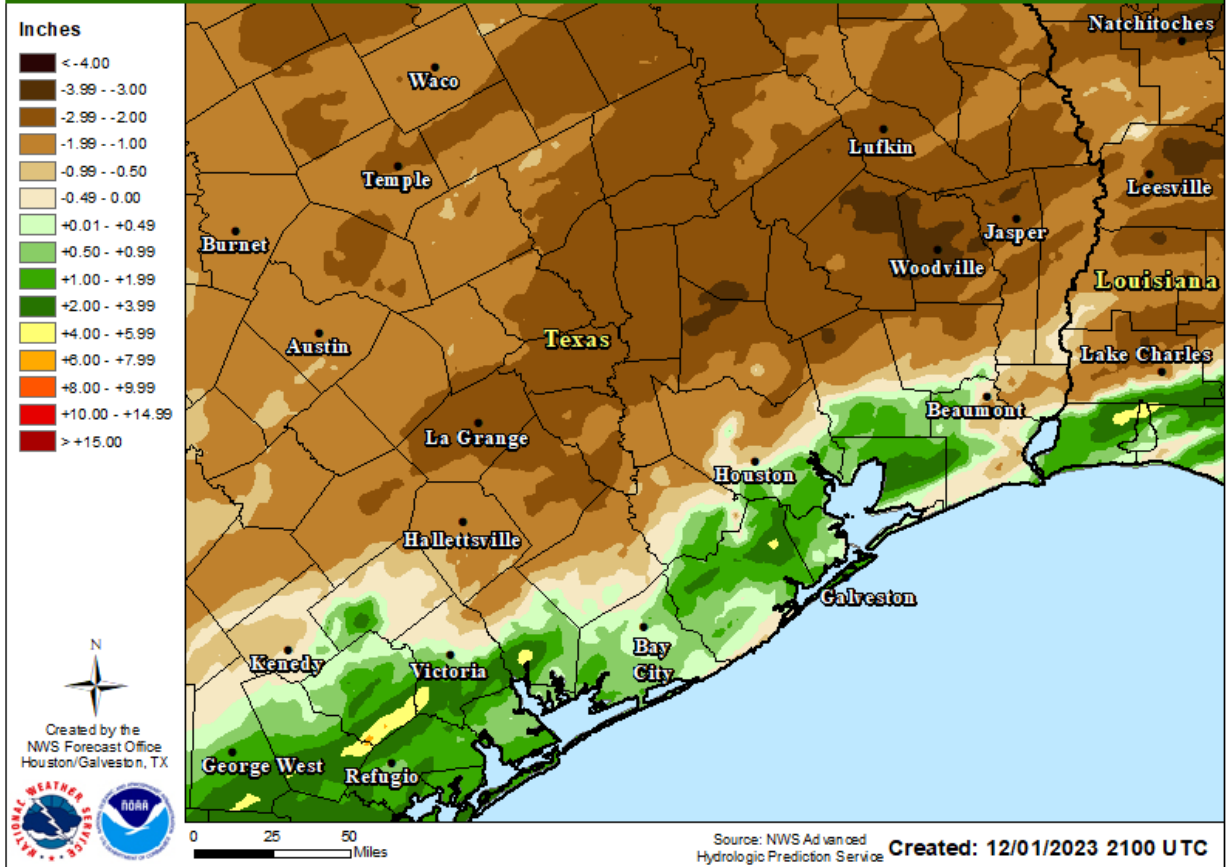 Inches
< -4.00
-3.99 - -3.00
-2.99 - -2.00
-1.99 - -1.00
-0.99 - -0.50
-0.49 - 0.00
+0.01 - +0.49
+0.50 - +0.99
+1.00 - +1.99
+2.00 - +3.99
+4.00 - +5.99
+6.00 - +7.99
+8.00 - +9.99
+10.00 - +14.99
> +15.00
Natchitoches
Waco
Lufkin
Temple
Leesville
Burnet
Jasper
Woodville
Louisiana
Texas
Austin
Lake Charles
Beaumont
La Grange
Houston
Hallettsville
Galveston
Bay
City
Kenedy
Victoria
George West
Refugio
N
Created by the
NWS Forecast Office
Houston/Galveston, TX
NATIONAL WEATHER SERVICE
NOAA
0 25 50
Miles
Source: NWS Advanced
Hydrologic Prediction Service
Created: 12/01/2023 2100 UTC